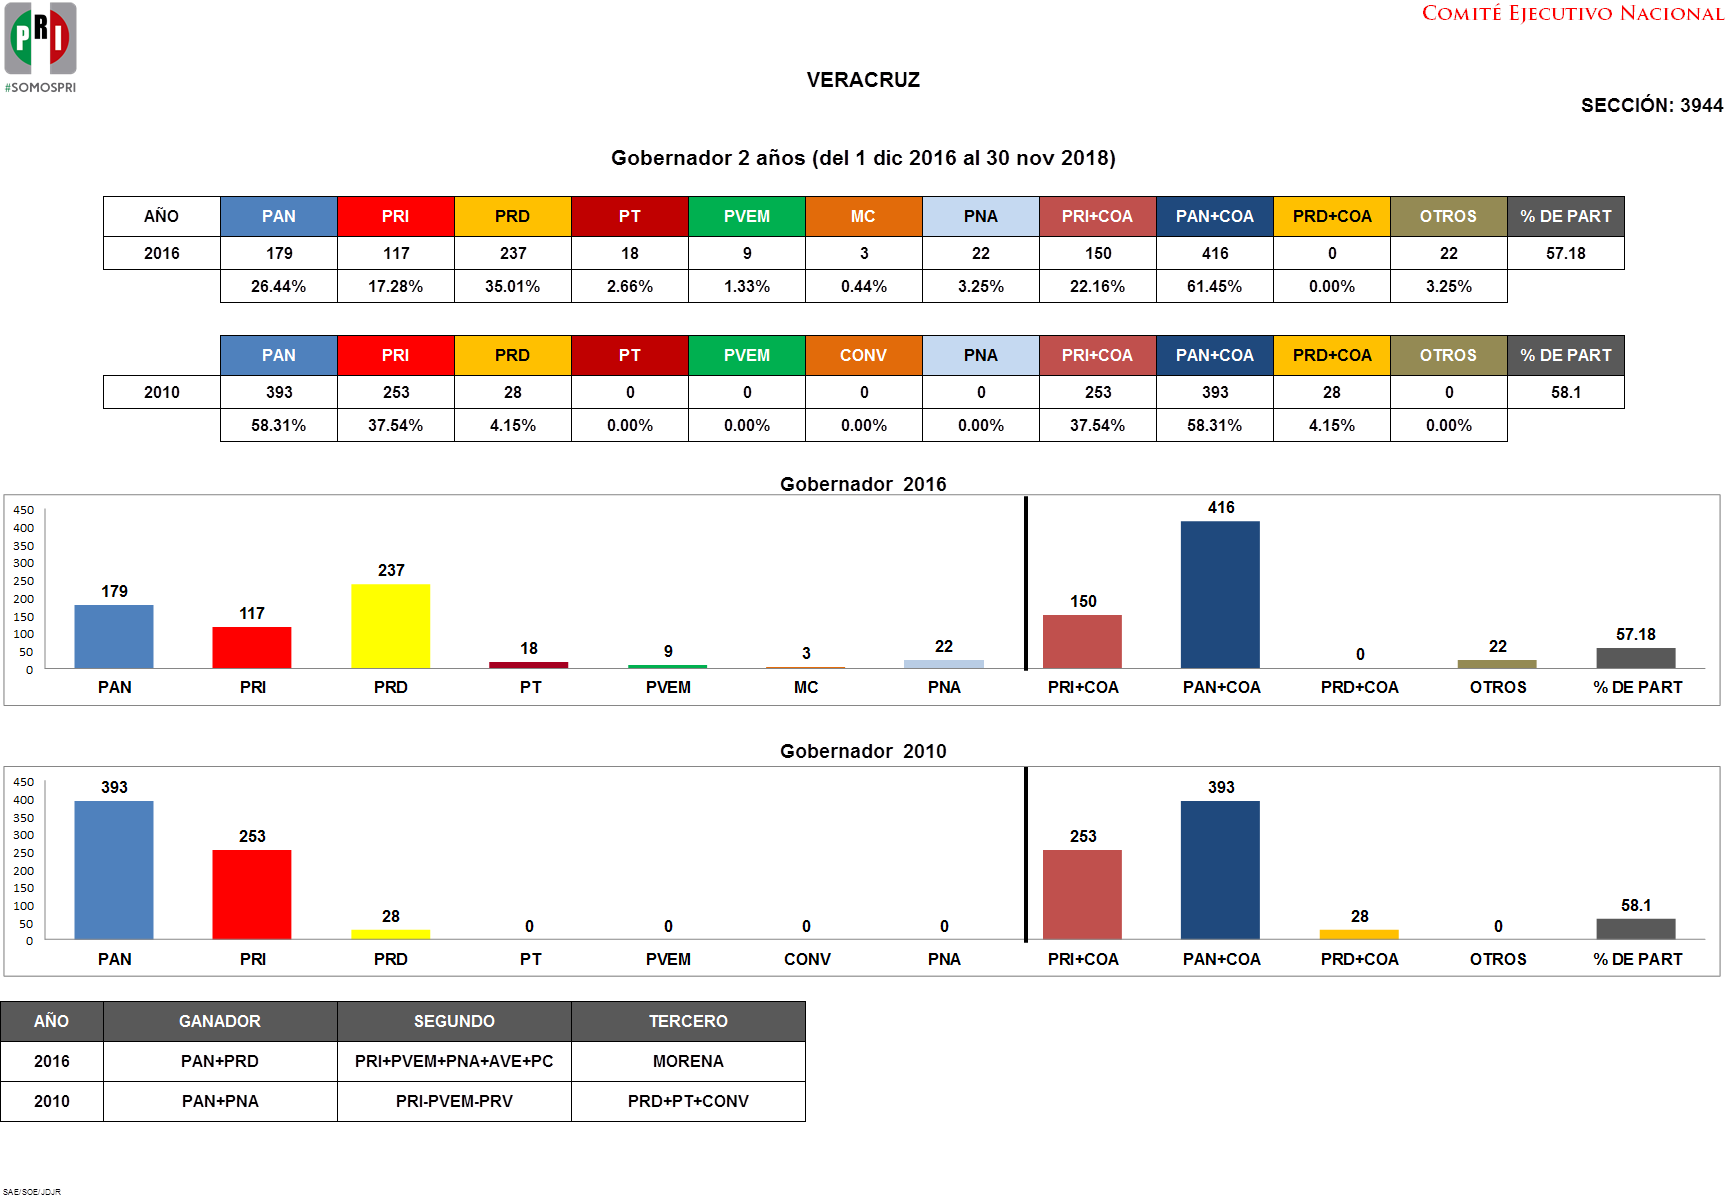 PRI
#SOMOSPRI
COMITÉ EJECUTIVO NACIONAL
VERACRUZ
SECCIÓN: 3944
Gobernador 2 años (del 1 dic 2016 al 30 nov 2018)
AÑO PAN PRI PRD PT PVEM MC PNA PRI+COA PAN+COA PRD+COA OTROS % DE PART
2016 179 117 237 18 9 3 22 150 416 0 22 57.18
26.44% 17.28% 35.01% 2.66% 1.33% 0.44% 3.25% 22.16% 61.45% 0.00% 3.25%
PAN PRI PRD PT PVEM CONV PNA PRI+COA PAN+COA PRD+COA OTROS % DE PART
2010 393 253 28 0 0 0 0 253 393 28 0 58.1
58.31% 37.54% 4.15% 0.00% 0.00% 0.00% 0.00% 37.54% 58.31% 4.15% 0.00%
Gobernador 2016
450
400
350
300
250
200
150
100
50
0
179 117 237 18 9 3 22 150 416 0 22 57.18
PAN PRI PRD PT PVEM MC PNA PRI+COA PAN+COA PRD+COA OTROS % DE PART
Gobernador 2010
450
400
350
300
250
200
150
100
50
0
393 253 28 0 0 0 0 253 393 28 0 58.1
PAN PRI PRD PT PVEM CONV PNA PRI+COA PAN+COA PRD+COA OTROS % DE PART
AÑO GANADOR SEGUNDO TERCERO
2016 PAN+PRD PRI+PVEM+PNA+AVE+PC MORENA
2010 PAN+PNA PRI-PVEM-PRV PRD+PT+CONV
SAE/SOE/JDJR